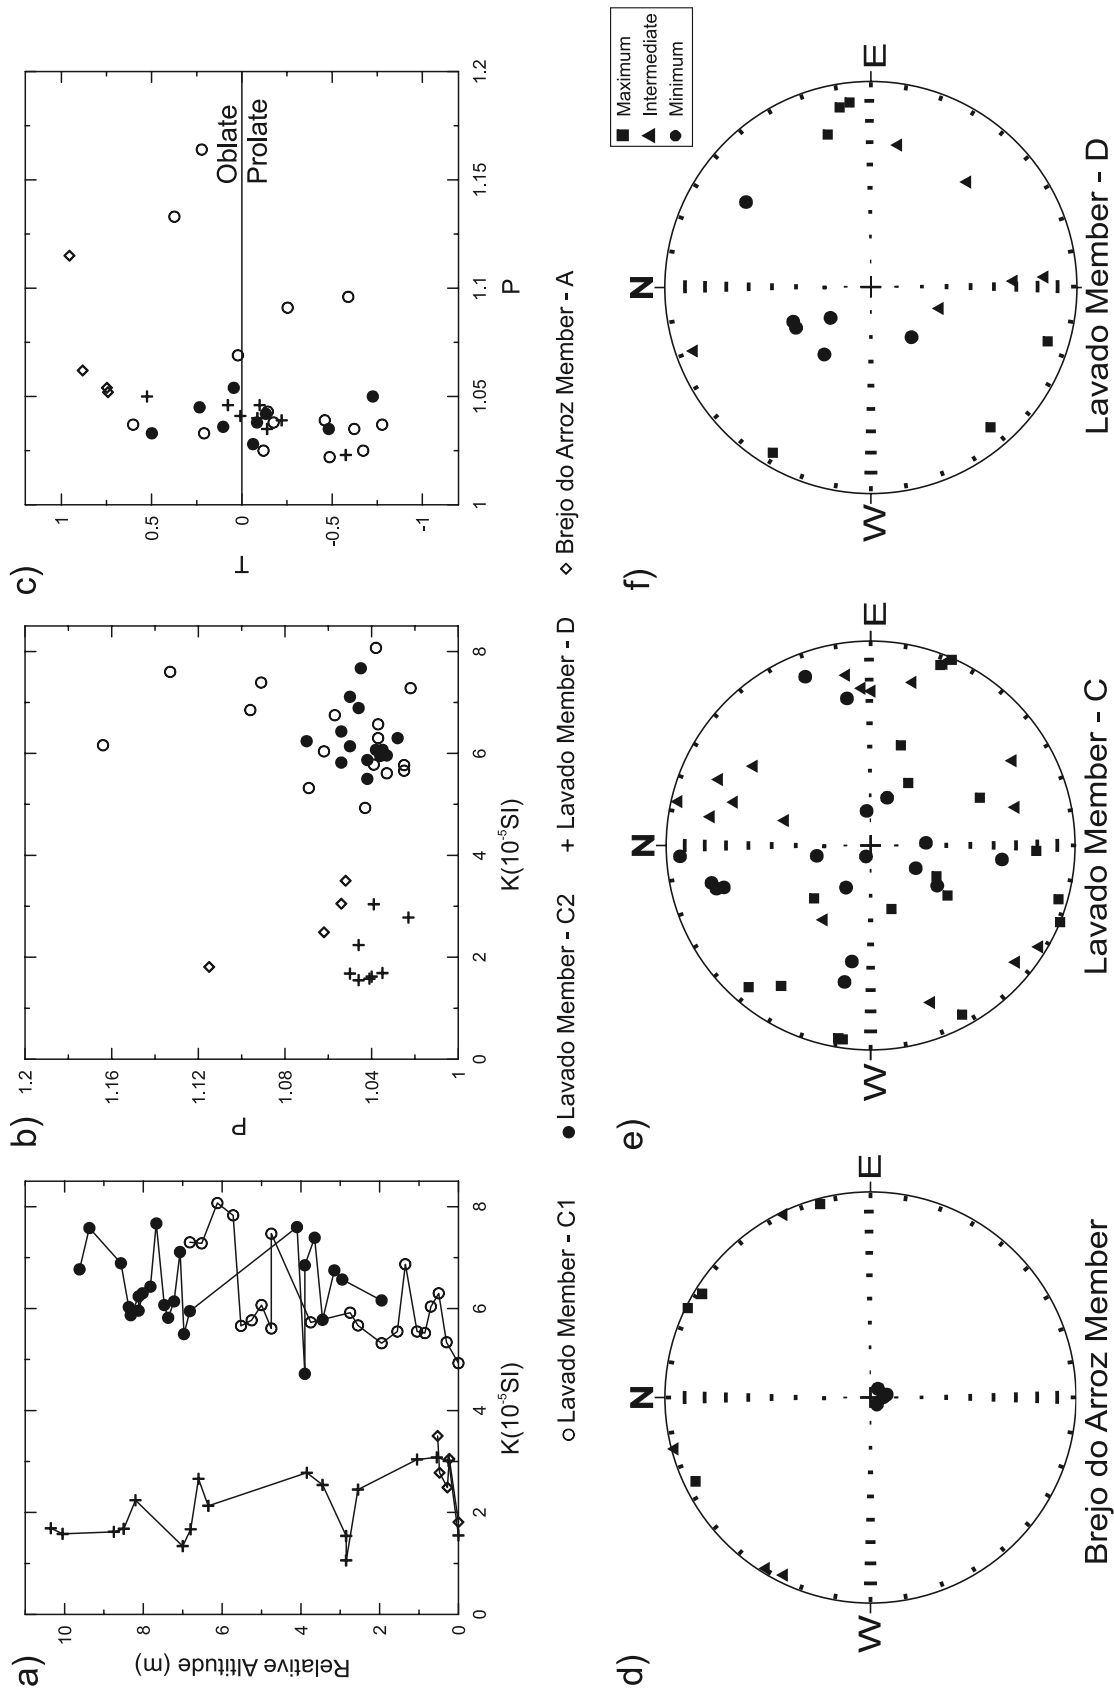 a)
Relative Altitude (m)
10
8
6
4
2
0
0
2
4
6
8
K(10⁻⁵SI)
b)
P
1.2
1.16
1.12
1.08
1.04
1
0
2
4
6
8
K(10⁻⁵SI)
c)
T
1
0.5
0
-0.5
-1
Oblate
Prolate
1
1.05
1.1
1.15
1.2
P
Lavado Member - C1
Lavado Member - C2
Lavado Member - D
Brejo do Arroz Member - A
d)
N
W
E
Brejo do Arroz Member
e)
N
W
E
Lavado Member - C
f)
N
W
E
Lavado Member - D
Maximum
Intermediate
Minimum